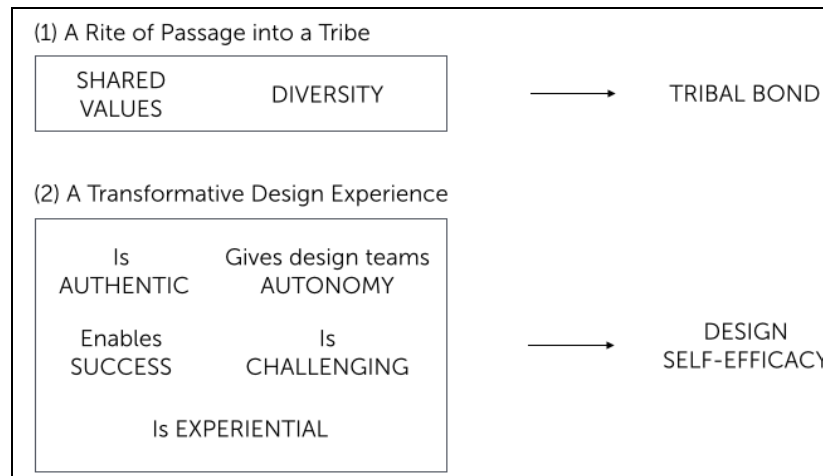 (1) A Rite of Passage into a Tribe
SHARED
VALUES
DIVERSITY
TRIBAL BOND
(2) A Transformative Design Experience
Is
AUTHENTIC
Gives design teams
AUTONOMY
Enables
SUCCESS
Is
CHALLENGING
Is EXPERIENTIAL
DESIGN
SELF-EFFICACY